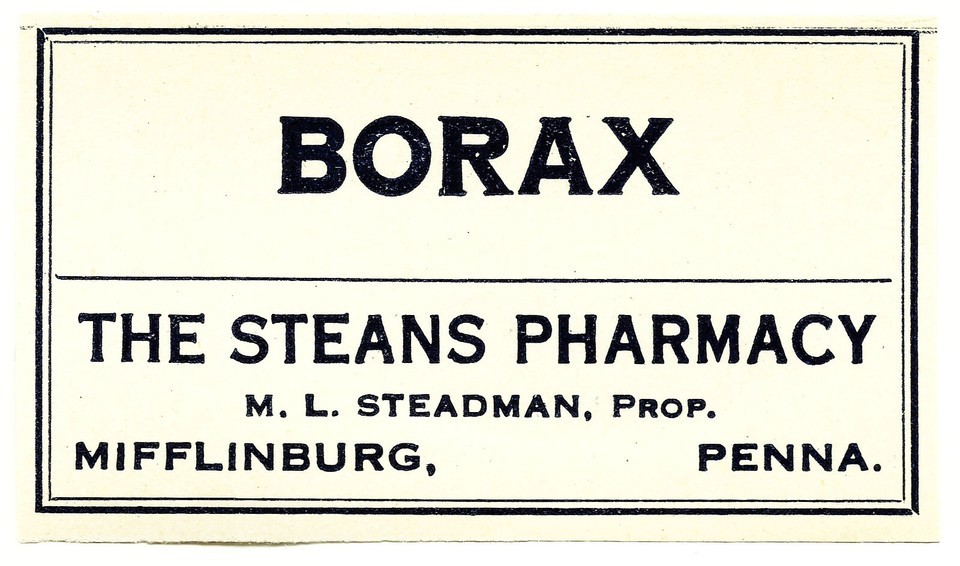 BORAX
THE STEANS PHARMACY
M. L. STEADMAN, PROP.
MIFFLINBURG, PENNA.